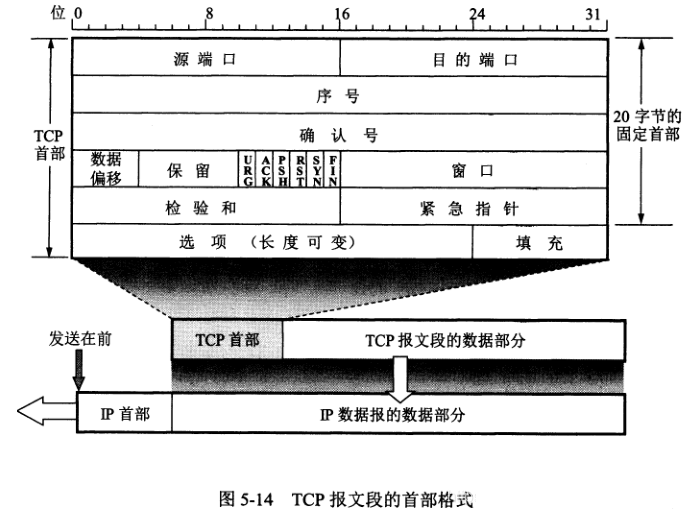 位 0 8 16 24 31
源端口 目的端口
序号
确认号
TCP
首部
20 字节的
固定首部
数据
偏移
保留
URG
ACK
PSH
RST
SYN
FIN
窗口
检验和 紧急指针
选项 (长度可变) 填充
TCP 首部 TCP 报文段的数据部分
发送在前
IP 首部 IP 数据报的数据部分
图 5-14 TCP 报文段的首部格式